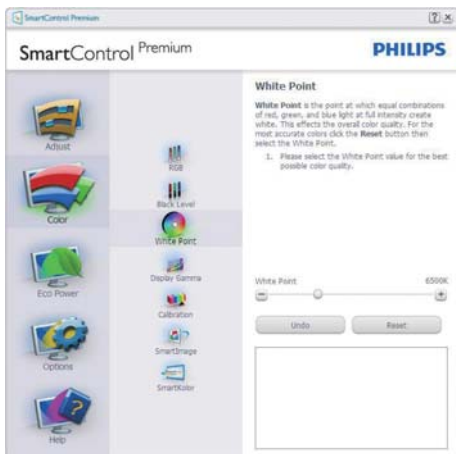 SmartControl Premium
SmartControl Premium
PHILIPS
Adjust
Color
Eco Power
Options
Help
RGB
Black Level
White Point
Display Gamma
Calibration
SmartImage
SmartKolor
White Point
White Point is the point at which equal combinations
of red, green, and blue light at full intensity create
white. This effects the overall color quality. For the
most accurate colors click the Reset button then
select the White Point.
1. Please select the White Point value for the best
possible color quality.
White Point 6500K
Undo Reset